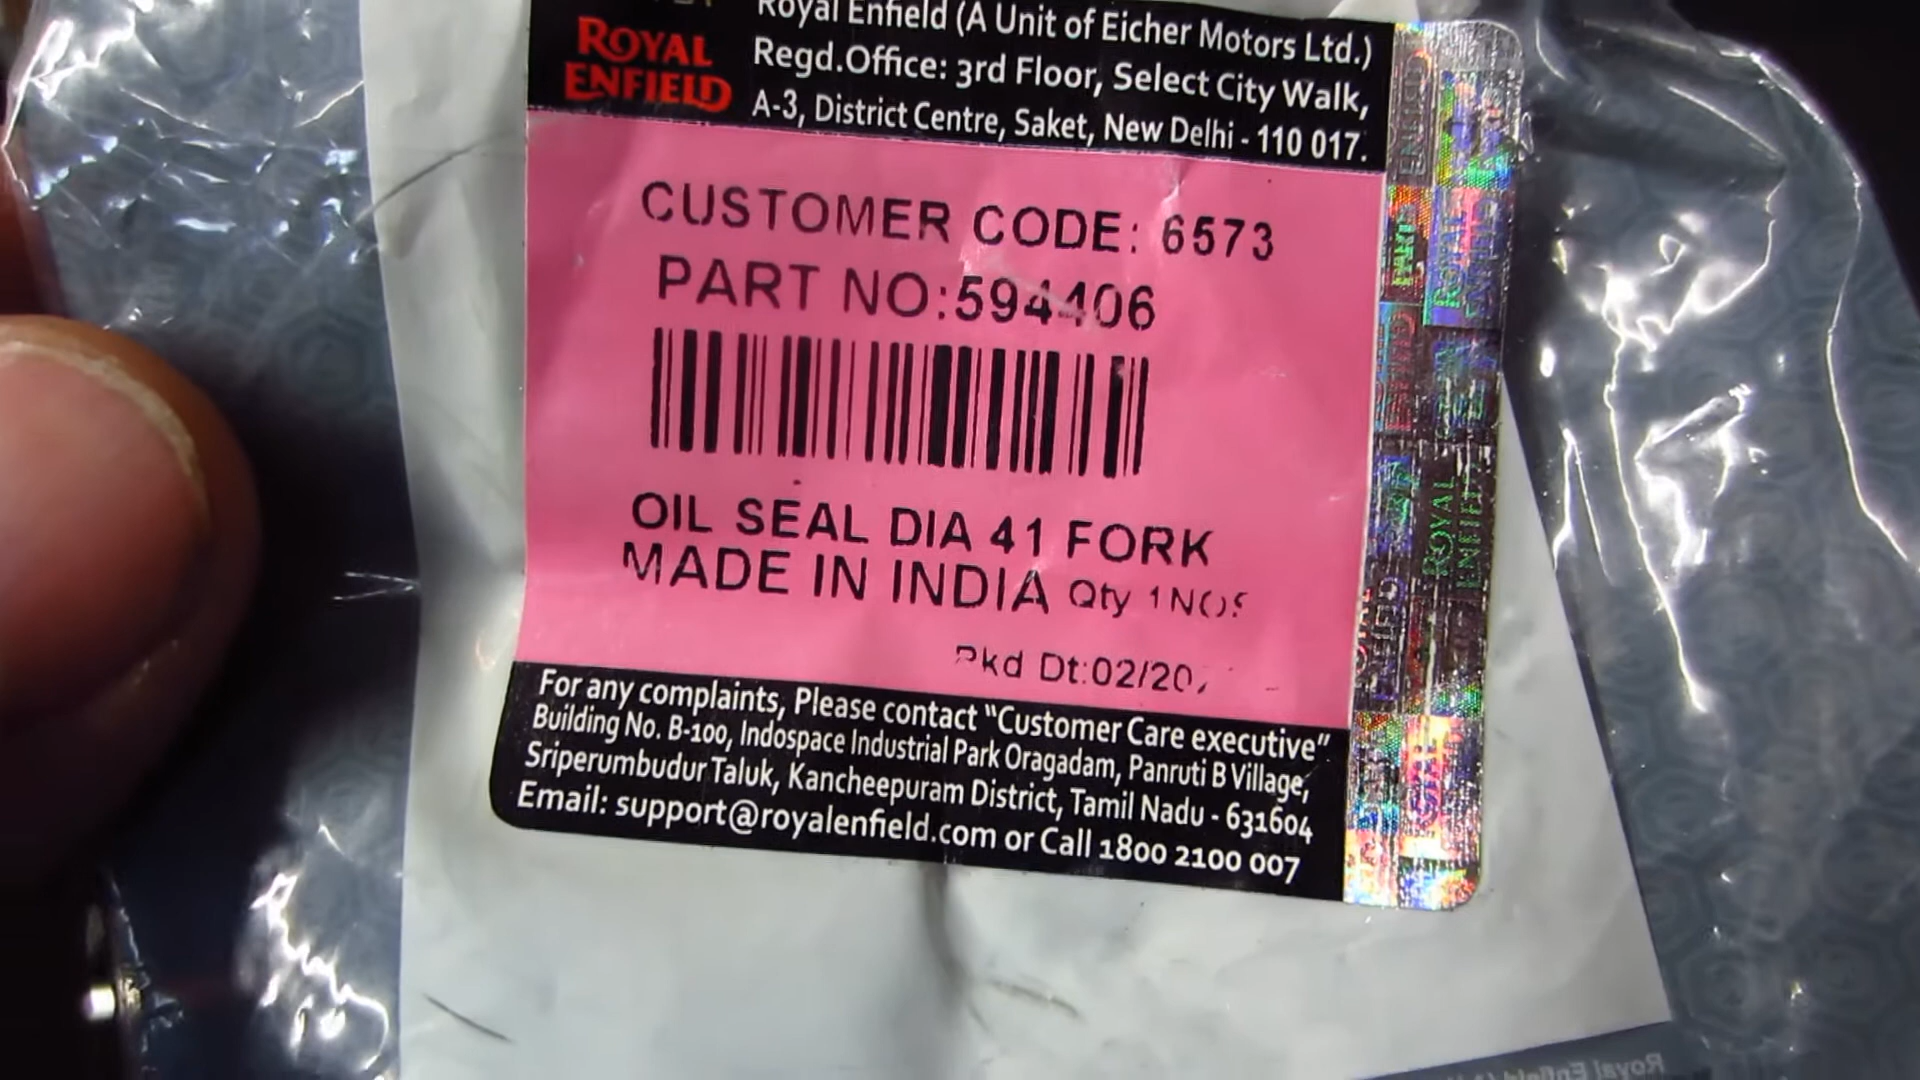 Royal Enfield (A Unit of Eicher Motors Ltd.)
ROYAL
ENFIELD
Regd.Office: 3rd Floor, Select City Walk,
A-3, District Centre, Saket, New Delhi - 110 017.
CUSTOMER CODE: 6573
PART NO:594406
OIL SEAL DIA 41 FORK
MADE IN INDIA Qty 1NOS
Pkd Dt:02/20
For any complaints, Please contact "Customer Care executive"
Building No. B-100, Indospace Industrial Park Oragadam, Panruti B Village,
Sriperumbudur Taluk, Kancheepuram District, Tamil Nadu - 631604
Email: support@royalenfield.com or Call 1800 2100 007
ROYAL
ENFIELD
Royal Enfield